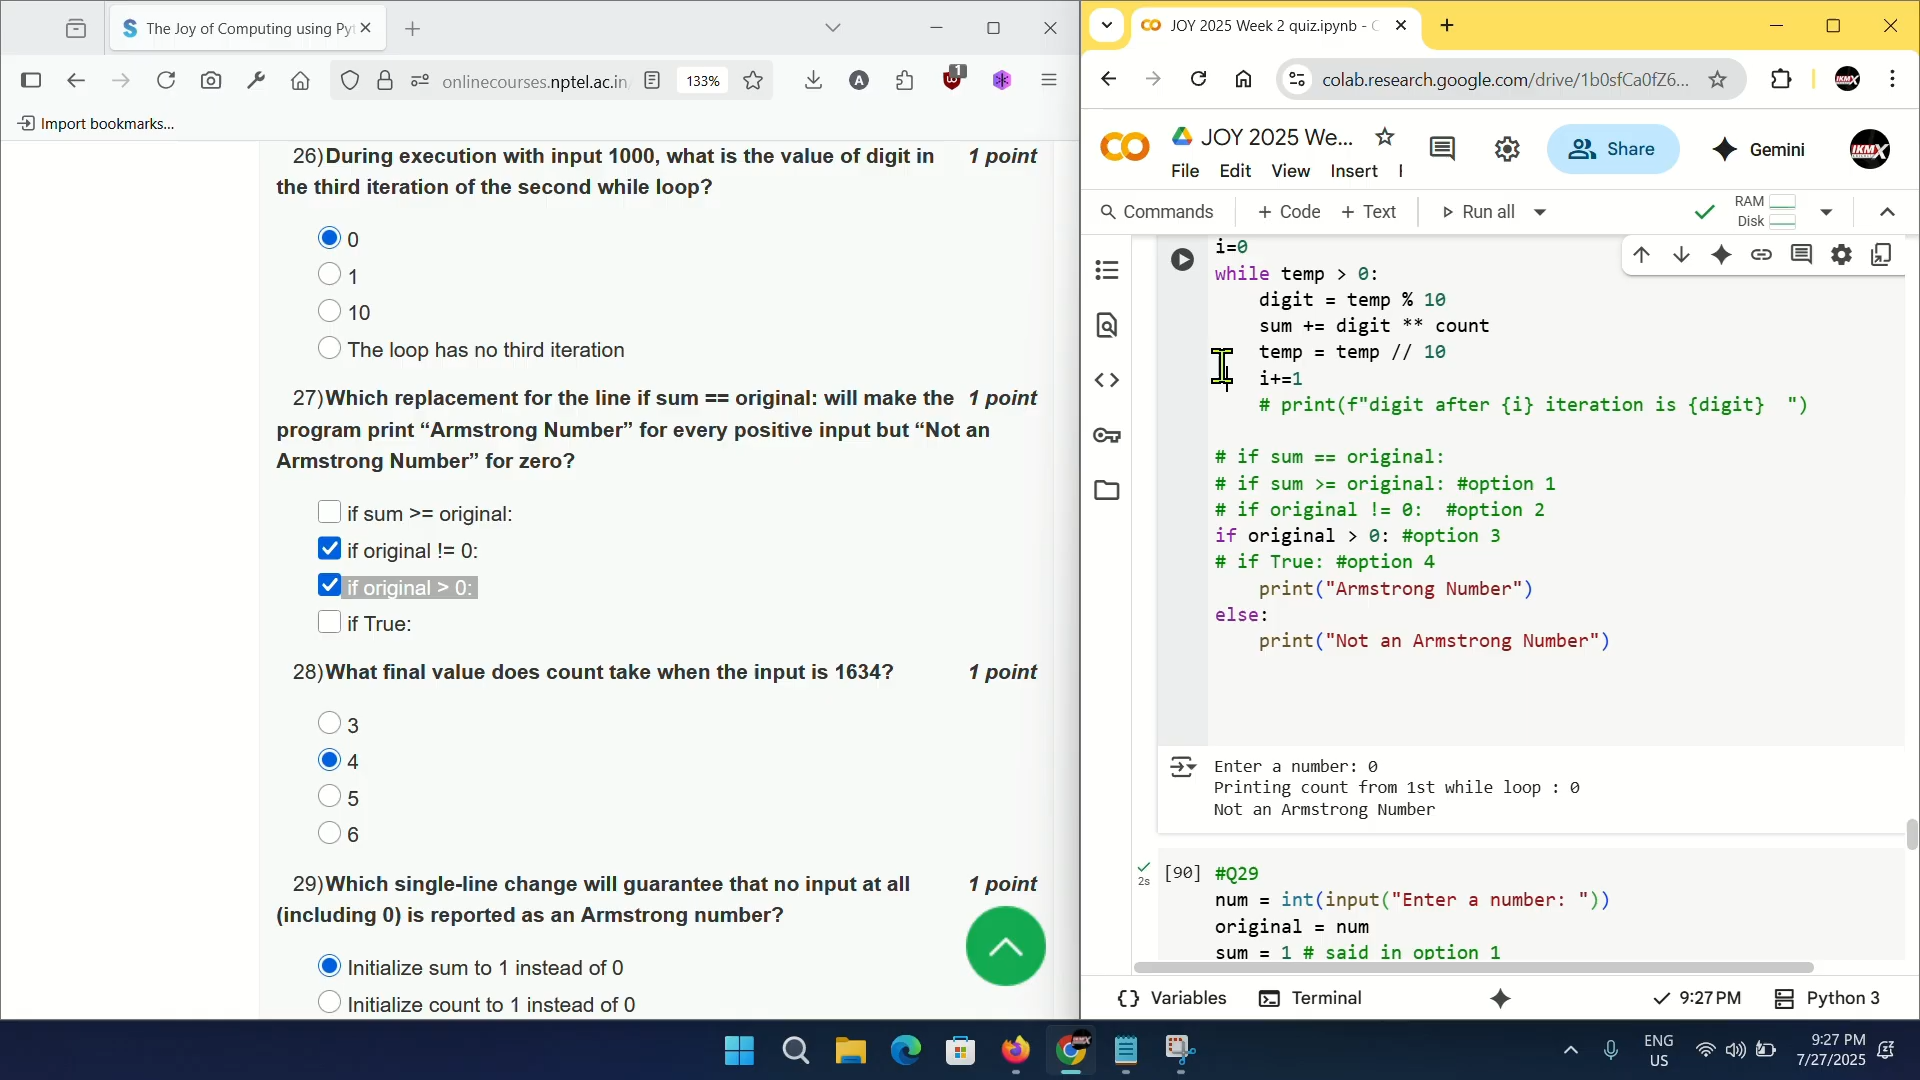 The Joy of Computing using Pyt
onlinecourses.nptel.ac.in
133%
1
Import bookmarks...
26)During execution with input 1000, what is the value of digit in
the third iteration of the second while loop?
1 point
0
1
10
The loop has no third iteration
27)Which replacement for the line if sum == original: will make the
program print “Armstrong Number” for every positive input but “Not an
Armstrong Number” for zero?
1 point
if sum >= original:
if original != 0:
if original > 0:
if True:
28)What final value does count take when the input is 1634?
1 point
3
4
5
6
29)Which single-line change will guarantee that no input at all
(including 0) is reported as an Armstrong number?
1 point
Initialize sum to 1 instead of 0
Initialize count to 1 instead of 0
JOY 2025 Week 2 quiz.ipynb - C
colab.research.google.com/drive/1b0sfCa0fZ6...
JOY 2025 We...
File Edit View Insert
Share
Gemini
Commands
+ Code + Text
Run all
RAM
Disk
i=0
while temp > 0:
digit = temp % 10
sum += digit ** count
temp = temp // 10
i+=1
# print(f"digit after {i} iteration is {digit}  ")
# if sum == original:
# if sum >= original: #option 1
# if original != 0:  #option 2
if original > 0: #option 3
# if True: #option 4
print("Armstrong Number")
else:
print("Not an Armstrong Number")
Enter a number: 0
Printing count from 1st while loop : 0
Not an Armstrong Number
2s
[90]
#Q29
num = int(input("Enter a number: "))
original = num
sum = 1 # said in option 1
Variables
Terminal
9:27 PM
Python 3
ENG
US
9:27 PM
7/27/2025